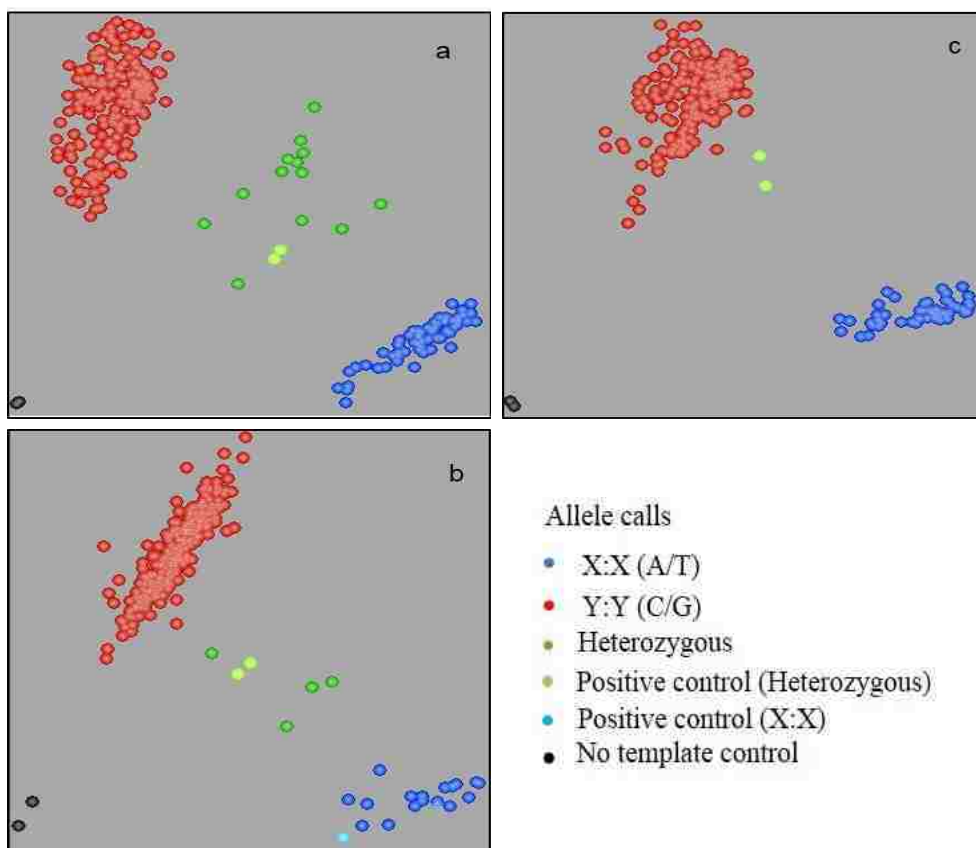 a
c
b
Allele calls
X:X (A/T)
Y:Y (C/G)
Heterozygous
Positive control (Heterozygous)
Positive control (X:X)
No template control